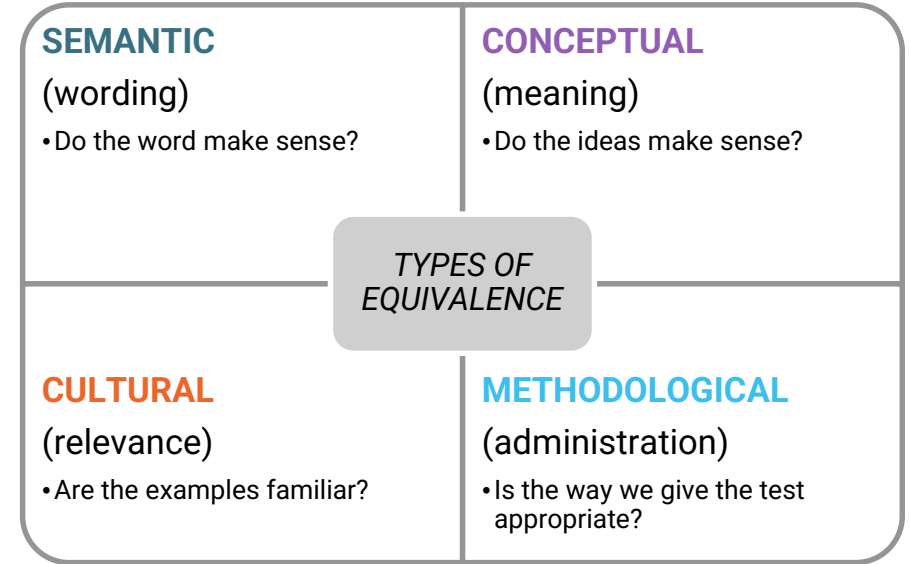 SEMANTIC
(wording)
•Do the word make sense?
CONCEPTUAL
(meaning)
•Do the ideas make sense?
TYPES OF
EQUIVALENCE
CULTURAL
(relevance)
•Are the examples familiar?
METHODOLOGICAL
(administration)
•Is the way we give the test
appropriate?